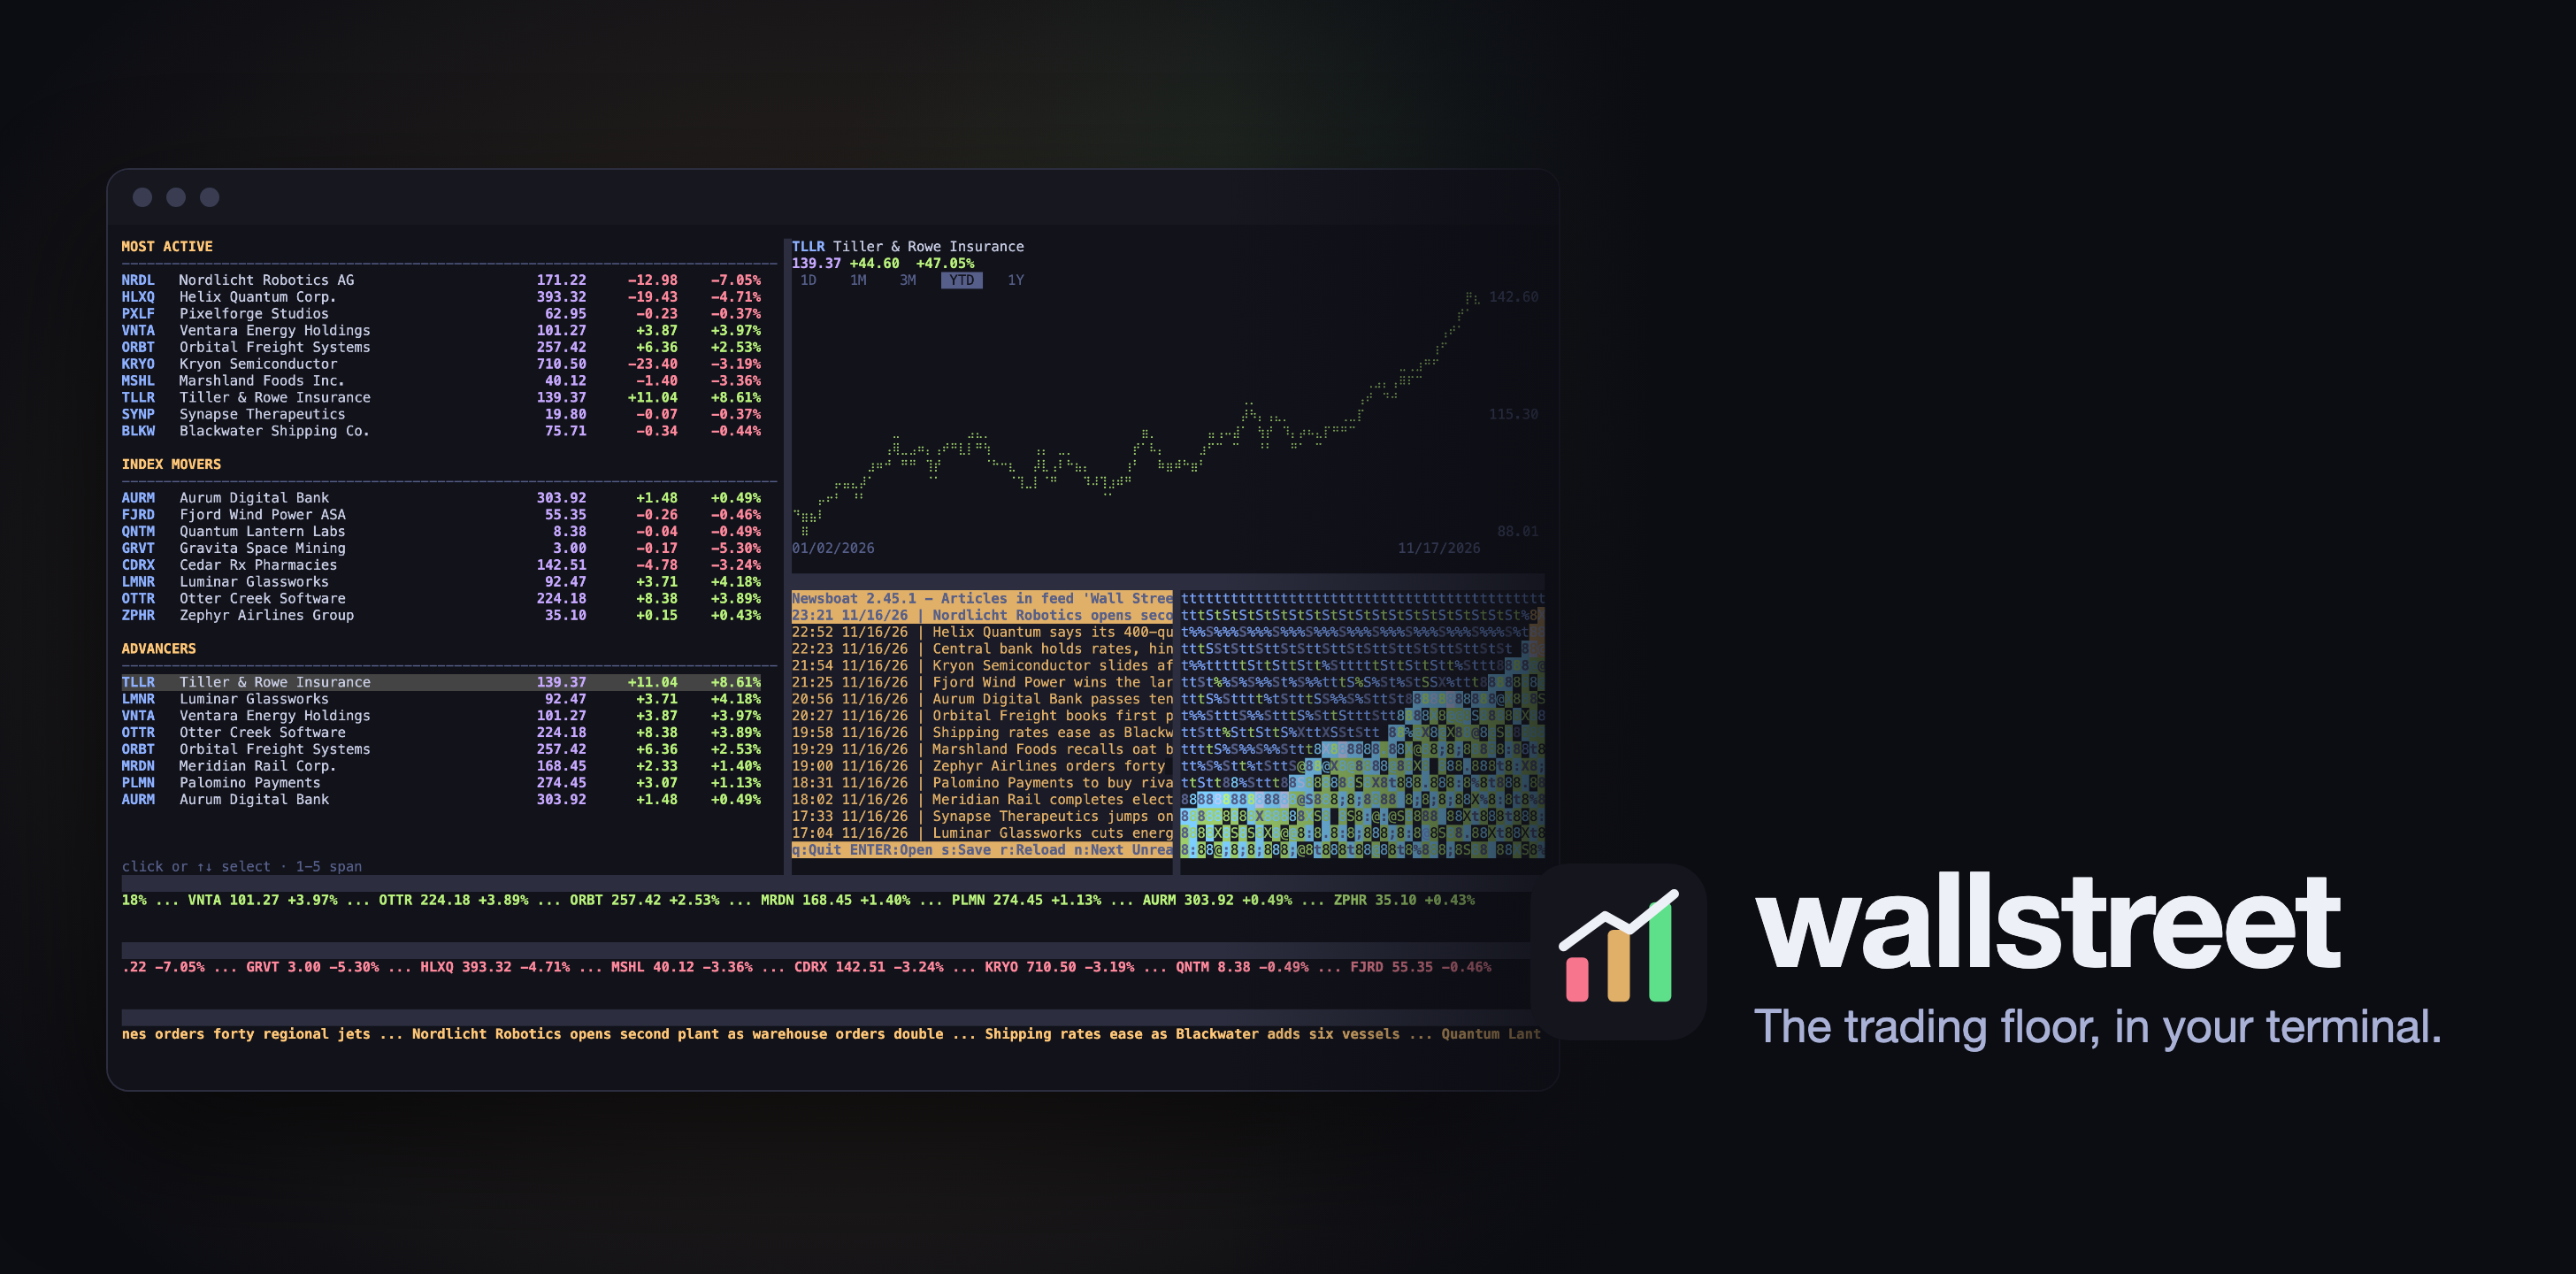 MOST ACTIVE
NRDL Nordlicht Robotics AG 171.22 −12.98 −7.05%
HLXQ Helix Quantum Corp. 393.32 −19.43 −4.71%
PXLF Pixelforge Studios 62.95 −0.23 −0.37%
VNTA Ventara Energy Holdings 101.27 +3.87 +3.97%
ORBT Orbital Freight Systems 257.42 +6.36 +2.53%
KRYO Kryon Semiconductor 710.50 −23.40 −3.19%
MSHL Marshland Foods Inc. 40.12 −1.40 −3.36%
TLLR Tiller & Rowe Insurance 139.37 +11.04 +8.61%
SYNP Synapse Therapeutics 19.80 −0.07 −0.37%
BLKW Blackwater Shipping Co. 75.71 −0.34 −0.44%
INDEX MOVERS
AURM Aurum Digital Bank 303.92 +1.48 +0.49%
FJRD Fjord Wind Power ASA 55.35 −0.26 −0.46%
QNTM Quantum Lantern Labs 8.38 −0.04 −0.49%
GRVT Gravita Space Mining 3.00 −0.17 −5.30%
CDRX Cedar Rx Pharmacies 142.51 −4.78 −3.24%
LMNR Luminar Glassworks 92.47 +3.71 +4.18%
OTTR Otter Creek Software 224.18 +8.38 +3.89%
ZPHR Zephyr Airlines Group 35.10 +0.15 +0.43%
ADVANCERS
TLLR Tiller & Rowe Insurance 139.37 +11.04 +8.61%
LMNR Luminar Glassworks 92.47 +3.71 +4.18%
VNTA Ventara Energy Holdings 101.27 +3.87 +3.97%
OTTR Otter Creek Software 224.18 +8.38 +3.89%
ORBT Orbital Freight Systems 257.42 +6.36 +2.53%
MRDN Meridian Rail Corp. 168.45 +2.33 +1.40%
PLMN Palomino Payments 274.45 +3.07 +1.13%
AURM Aurum Digital Bank 303.92 +1.48 +0.49%
click or ↑↓ select · 1−5 span
TLLR Tiller & Rowe Insurance
139.37 +44.60 +47.05%
1D 1M 3M YTD 1Y
142.60
115.30
88.01
01/02/2026 11/17/2026
Newsboat 2.45.1 − Articles in feed 'Wall Stree
23:21 11/16/26 | Nordlicht Robotics opens seco
22:52 11/16/26 | Helix Quantum says its 400−qu
22:23 11/16/26 | Central bank holds rates, hin
21:54 11/16/26 | Kryon Semiconductor slides af
21:25 11/16/26 | Fjord Wind Power wins the lar
20:56 11/16/26 | Aurum Digital Bank passes ten
20:27 11/16/26 | Orbital Freight books first p
19:58 11/16/26 | Shipping rates ease as Blackw
19:29 11/16/26 | Marshland Foods recalls oat b
19:00 11/16/26 | Zephyr Airlines orders forty
18:31 11/16/26 | Palomino Payments to buy riva
18:02 11/16/26 | Meridian Rail completes elect
17:33 11/16/26 | Synapse Therapeutics jumps on
17:04 11/16/26 | Luminar Glassworks cuts energ
q:Quit ENTER:Open s:Save r:Reload n:Next Unrea
18% ... VNTA 101.27 +3.97% ... OTTR 224.18 +3.89% ... ORBT 257.42 +2.53% ... MRDN 168.45 +1.40% ... PLMN 274.45 +1.13% ... AURM 303.92 +0.49% ... ZPHR 35.10 +0.43%
.22 −7.05% ... GRVT 3.00 −5.30% ... HLXQ 393.32 −4.71% ... MSHL 40.12 −3.36% ... CDRX 142.51 −3.24% ... KRYO 710.50 −3.19% ... QNTM 8.38 −0.49% ... FJRD 55.35 −0.46%
nes orders forty regional jets ... Nordlicht Robotics opens second plant as warehouse orders double ... Shipping rates ease as Blackwater adds six vessels ... Quantum Lant
wallstreet
The trading floor, in your terminal.